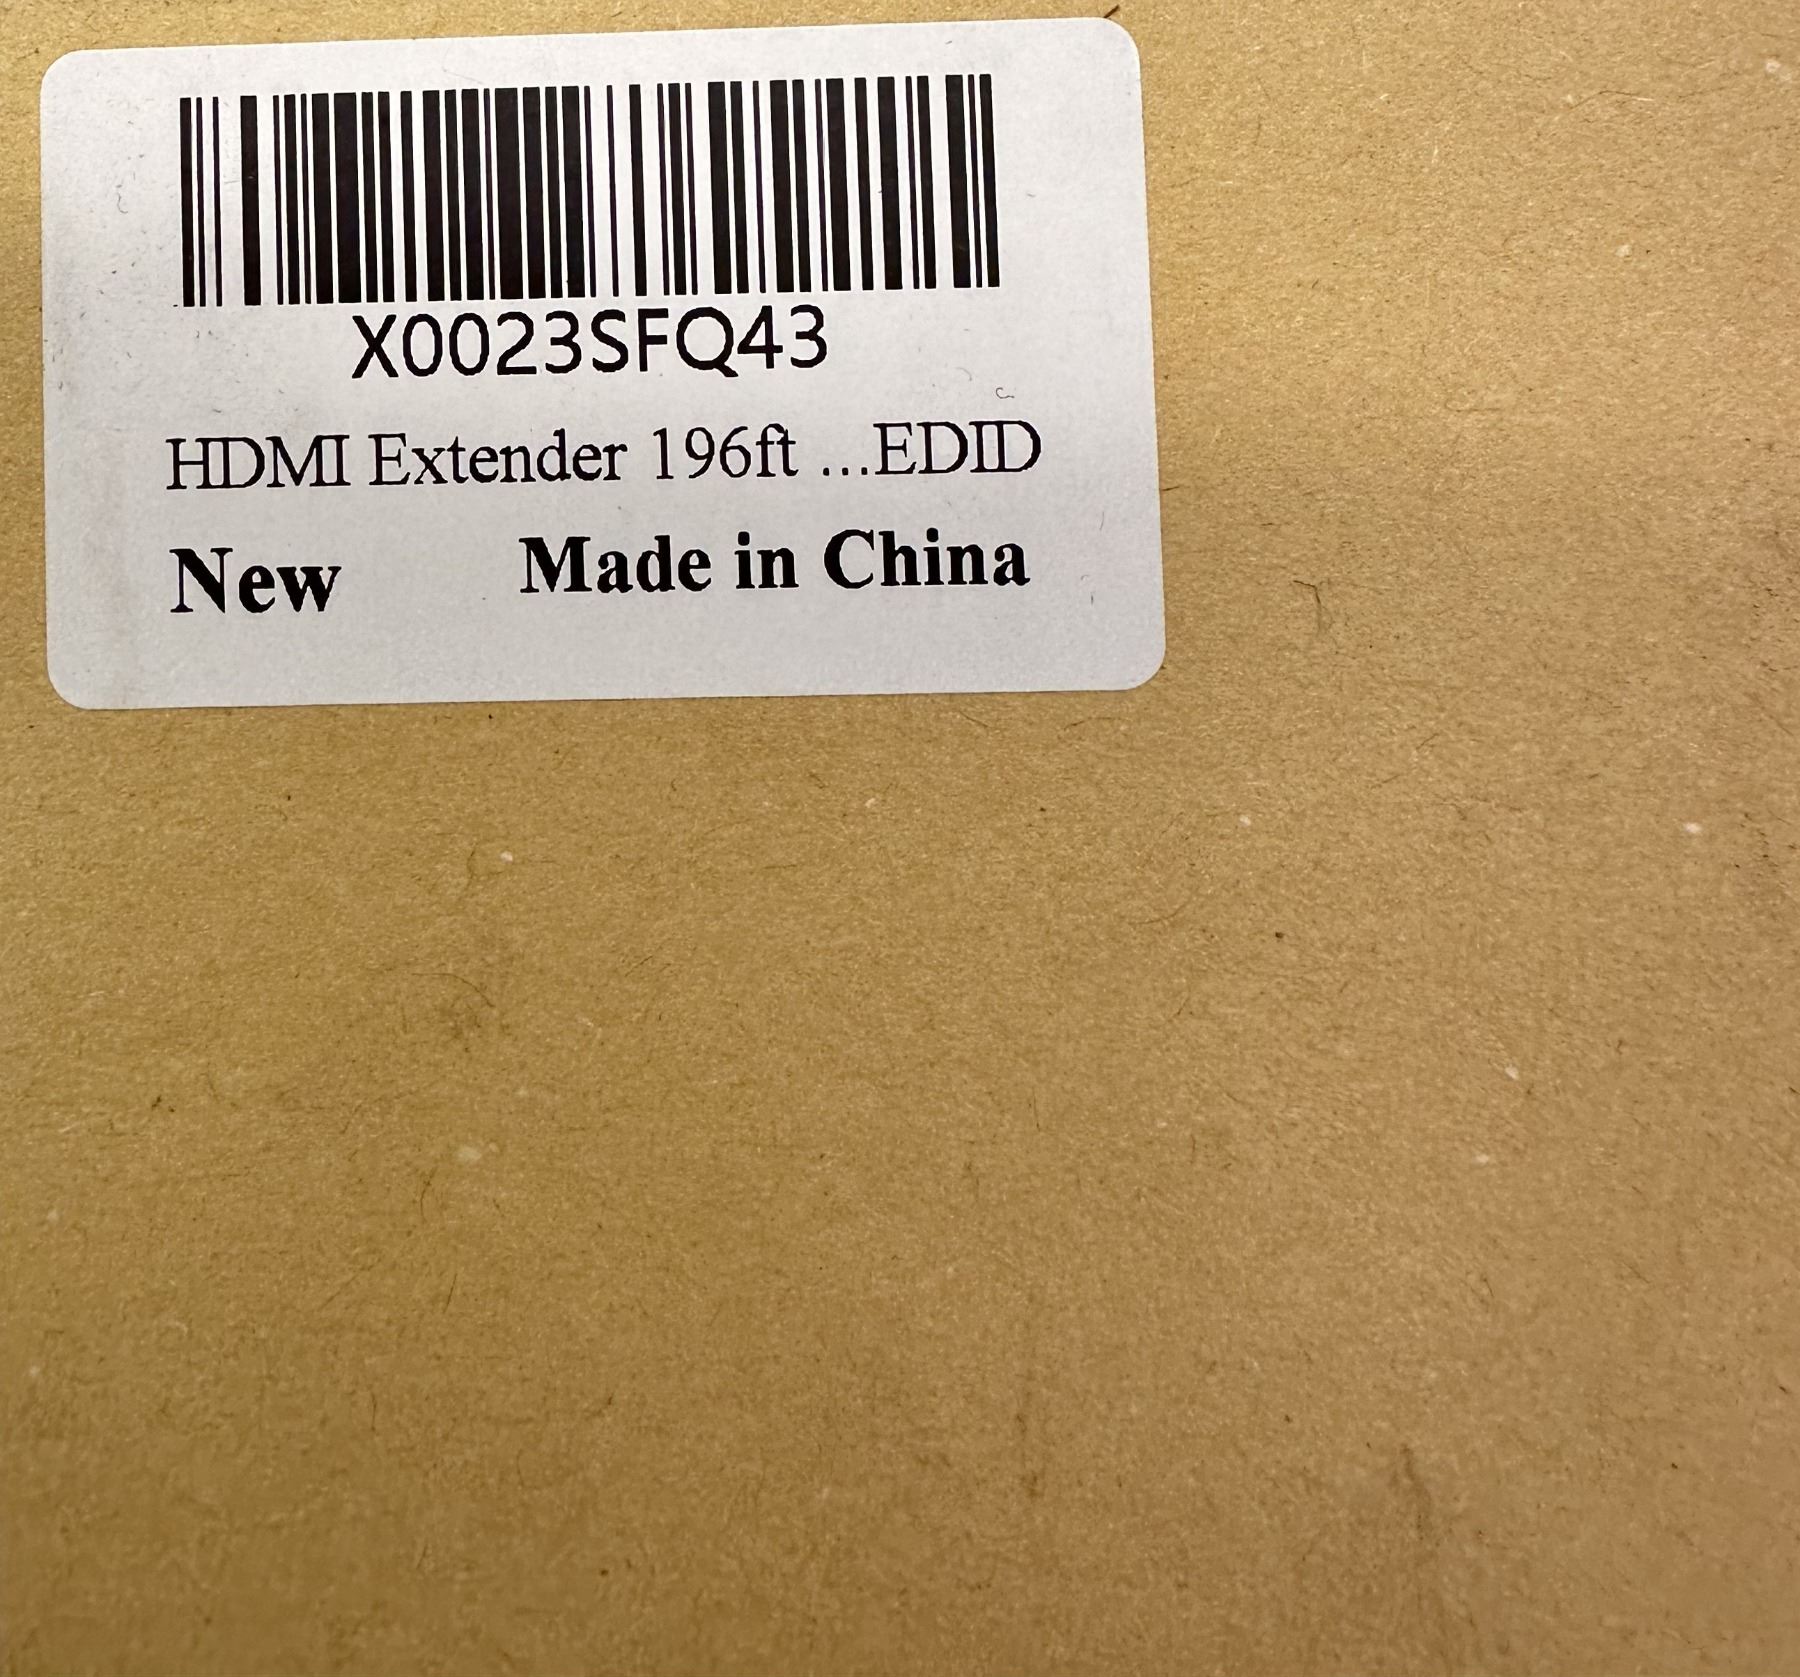 X0023SFQ43
HDMI Extender 196ft ...EDID
New Made in China